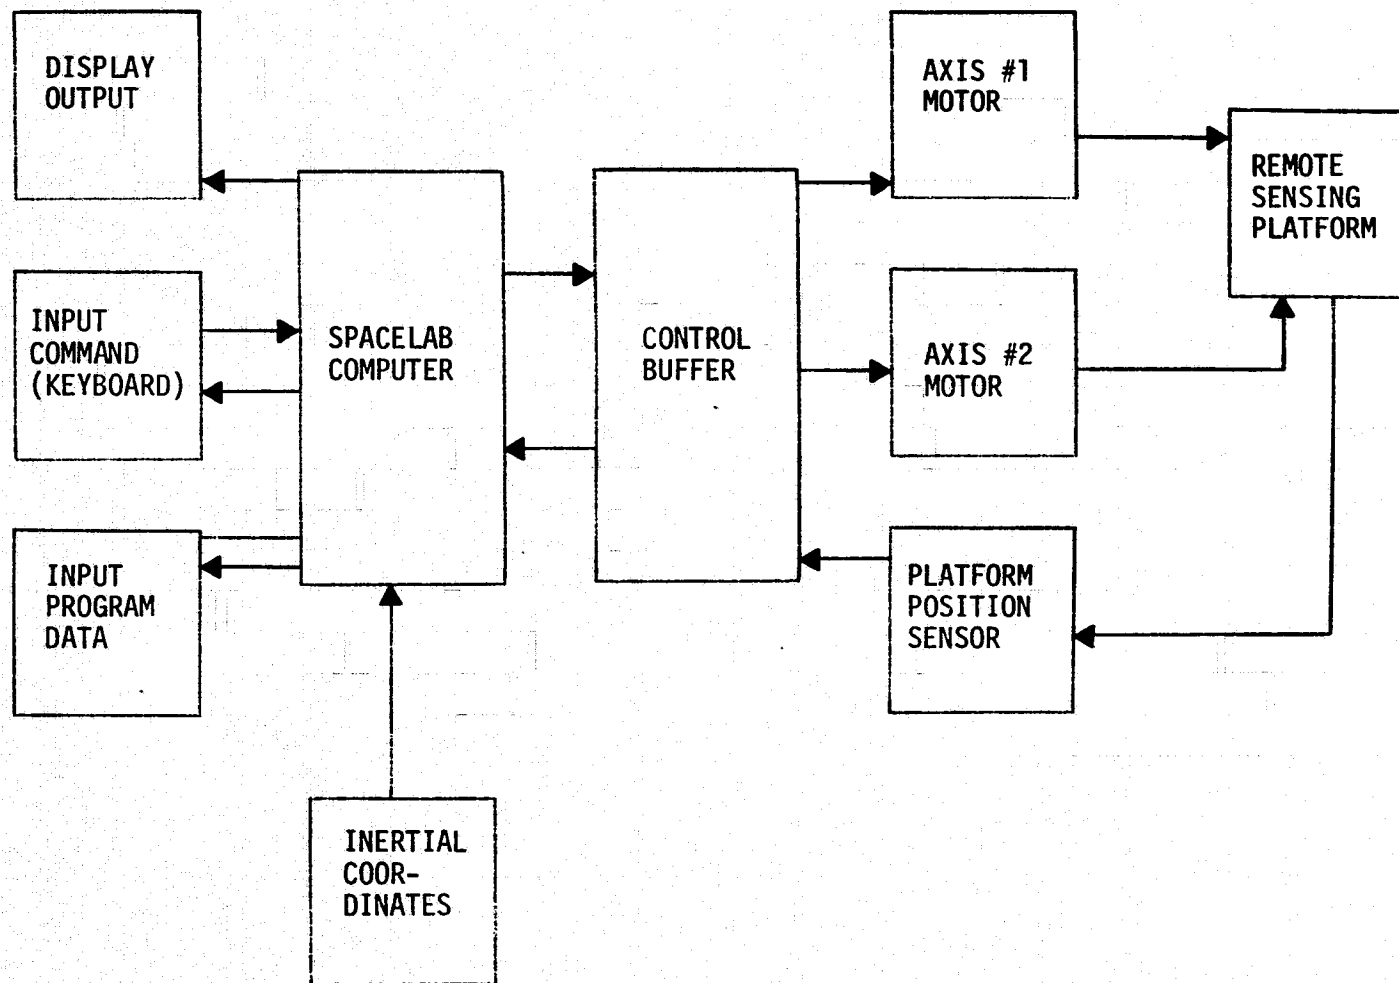 DISPLAY
OUTPUT
INPUT
COMMAND
(KEYBOARD)
INPUT
PROGRAM
DATA
SPACELAB
COMPUTER
INERTIAL
COOR-
DINATES
CONTROL
BUFFER
AXIS #1
MOTOR
AXIS #2
MOTOR
PLATFORM
POSITION
SENSOR
REMOTE
SENSING
PLATFORM